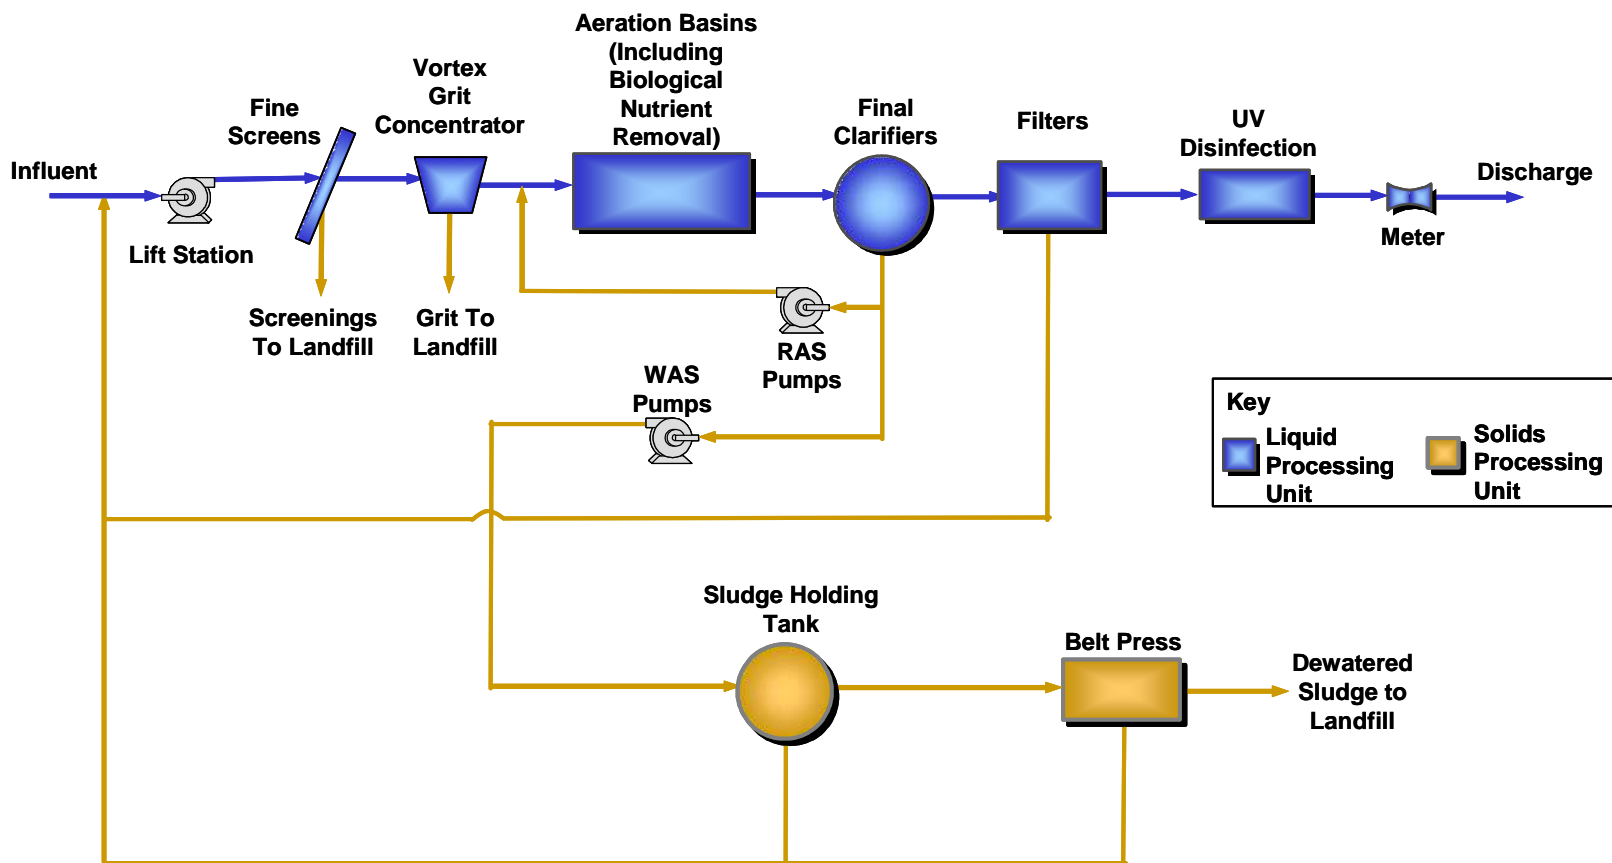 Influent
Lift Station
Fine
Screens
Screenings
To Landfill
Vortex
Grit
Concentrator
Grit To
Landfill
Aeration Basins
(Including
Biological
Nutrient
Removal)
Final
Clarifiers
RAS
Pumps
WAS
Pumps
Filters
UV
Disinfection
Meter
Discharge
Key
Liquid
Processing
Unit
Solids
Processing
Unit
Sludge Holding
Tank
Belt Press
Dewatered
Sludge to
Landfill